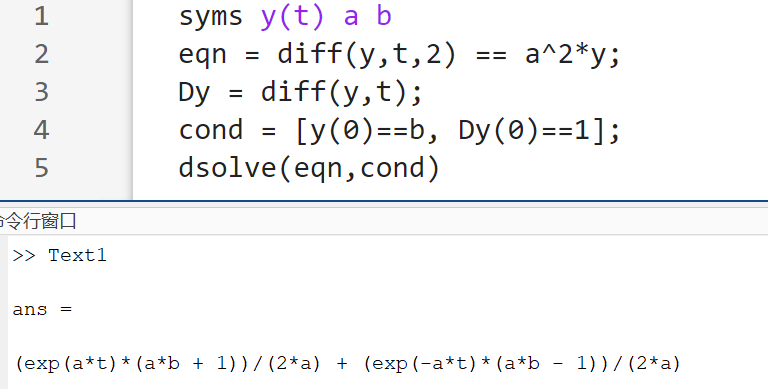 1 syms y(t) a b
2 eqn = diff(y,t,2) == a^2*y;
3 Dy = diff(y,t);
4 cond = [y(0)==b, Dy(0)==1];
5 dsolve(eqn,cond)
命令行窗口
>> Text1
ans =
(exp(a*t)*(a*b + 1))/(2*a) + (exp(-a*t)*(a*b - 1))/(2*a)